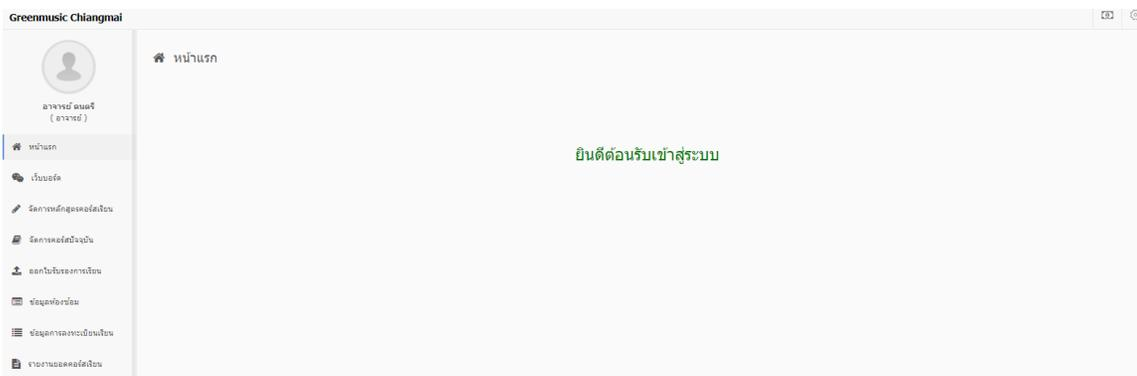 Greenmusic Chiangmai
อาจารย์ ดนตรี
( อาจารย์ )
หน้าแรก
เว็บบอร์ด
จัดการหลักสูตรคอร์สเรียน
จัดการคอร์สปัจจุบัน
ออกใบรับรองการเรียน
ข้อมูลห้องซ้อม
ข้อมูลการลงทะเบียนเรียน
รายงานยอดคอร์สเรียน
หน้าแรก
ยินดีต้อนรับเข้าสู่ระบบ